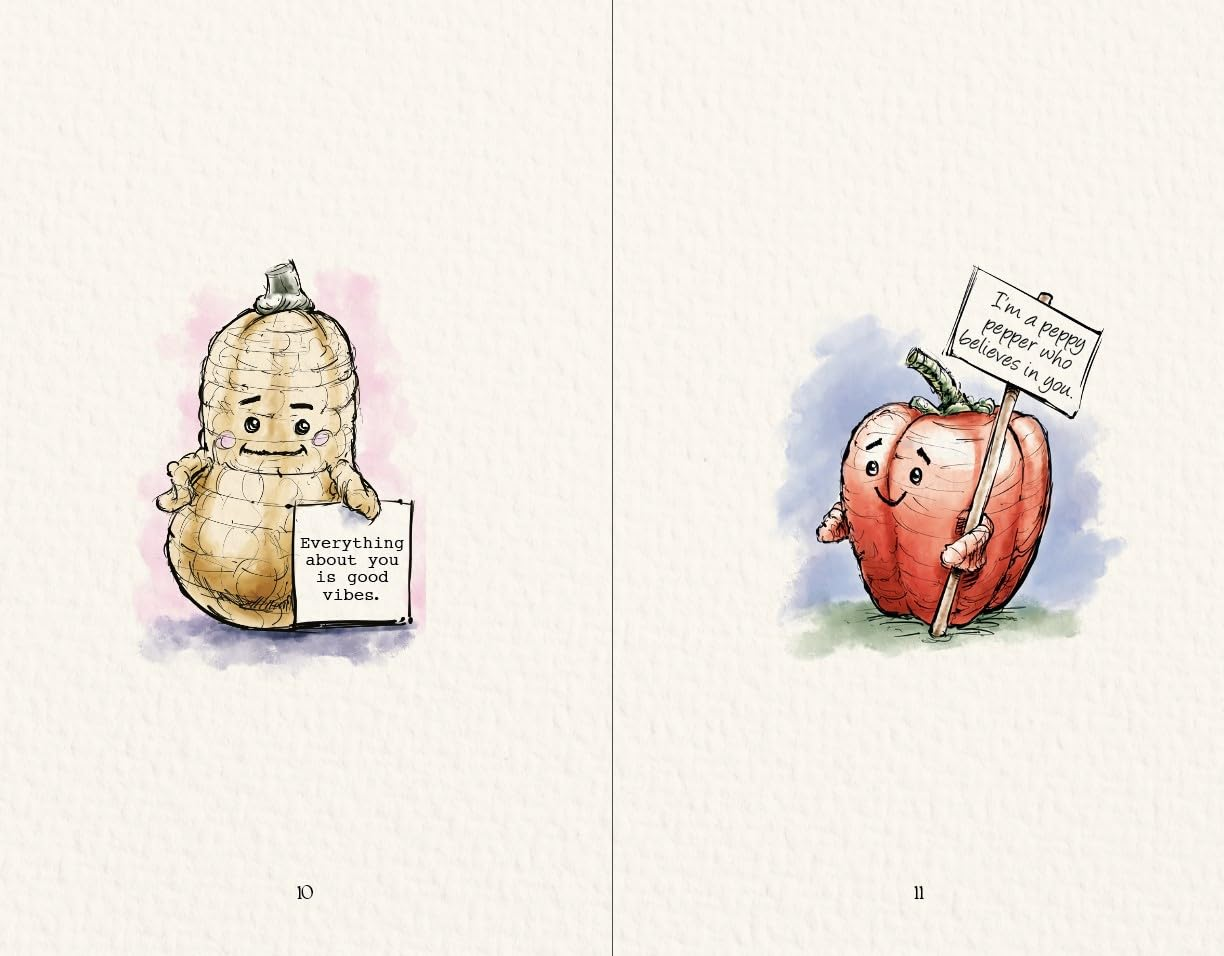 Everything
about you
is good
vibes.
10
I'm a peppy
pepper who
believes in you.
11